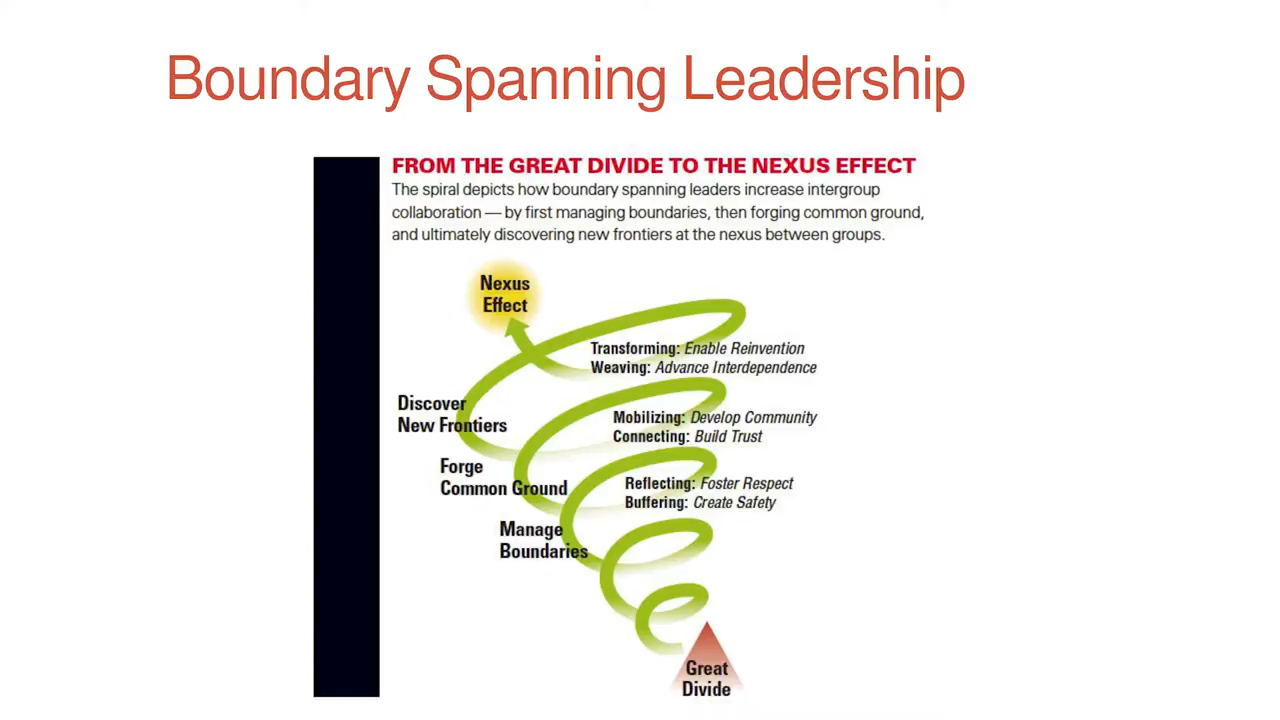 Boundary Spanning Leadership
FROM THE GREAT DIVIDE TO THE NEXUS EFFECT
The spiral depicts how boundary spanning leaders increase intergroup
collaboration — by first managing boundaries, then forging common ground,
and ultimately discovering new frontiers at the nexus between groups.
Nexus
Effect
Transforming: Enable Reinvention
Weaving: Advance Interdependence
Discover
New Frontiers
Mobilizing: Develop Community
Connecting: Build Trust
Forge
Common Ground
Reflecting: Foster Respect
Buffering: Create Safety
Manage
Boundaries
Great
Divide